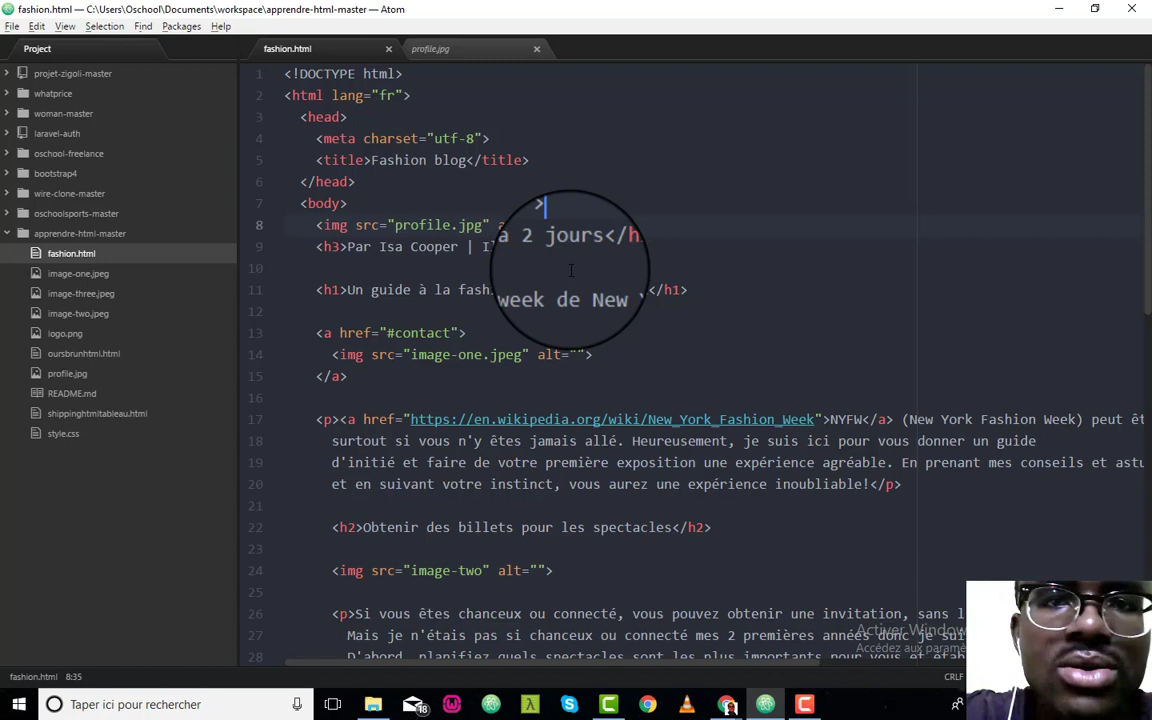 fashion.html — C:\Users\Oschool\Documents\workspace\apprendre-html-master — Atom
File Edit View Selection Find Packages Help
Project
fashion.html
profile.jpg
projet-zigoli-master
whatprice
woman-master
laravel-auth
oschool-freelance
bootstrap4
wire-clone-master
oschoolsports-master
apprendre-html-master
fashion.html
image-one.jpeg
image-three.jpeg
image-two.jpeg
logo.png
oursbrunhtml.html
profile.jpg
README.md
shippinghtmltableau.html
style.css
1 <!DOCTYPE html>
2 <html lang="fr">
3 <head>
4 <meta charset="utf-8">
5 <title>Fashion blog</title>
6 </head>
7 <body>
8 <img src="profile.jpg" >
9 <h3>Par Isa Cooper | a 2 jours</h
10
11 <h1>Un guide à la week de New </h1>
12
13 <a href="#contact">
14 <img src="image-one.jpeg" alt="">
15 </a>
16
17 <p><a href="https://en.wikipedia.org/wiki/New_York_Fashion_Week">NYFW</a> (New York Fashion Week) peut êt
18 surtout si vous n'y êtes jamais allé. Heureusement, je suis ici pour vous donner un guide
19 d'initié et faire de votre première exposition une expérience agréable. En prenant mes conseils et astu
20 et en suivant votre instinct, vous aurez une expérience inoubliable!</p>
21
22 <h2>Obtenir des billets pour les spectacles</h2>
23
24 <img src="image-two" alt="">
25
26 <p>Si vous êtes chanceux ou connecté, vous pouvez obtenir une invitation, sans l
27 Mais je n'étais pas si chanceux ou connecté mes 2 premières années donc je sui
28 D'abord, planifiez quels spectacles sont les plus importants pour vous et étab
Activer Window
Accédez aux paramè
fashion.html 8:35
CRLF
Taper ici pour rechercher
18